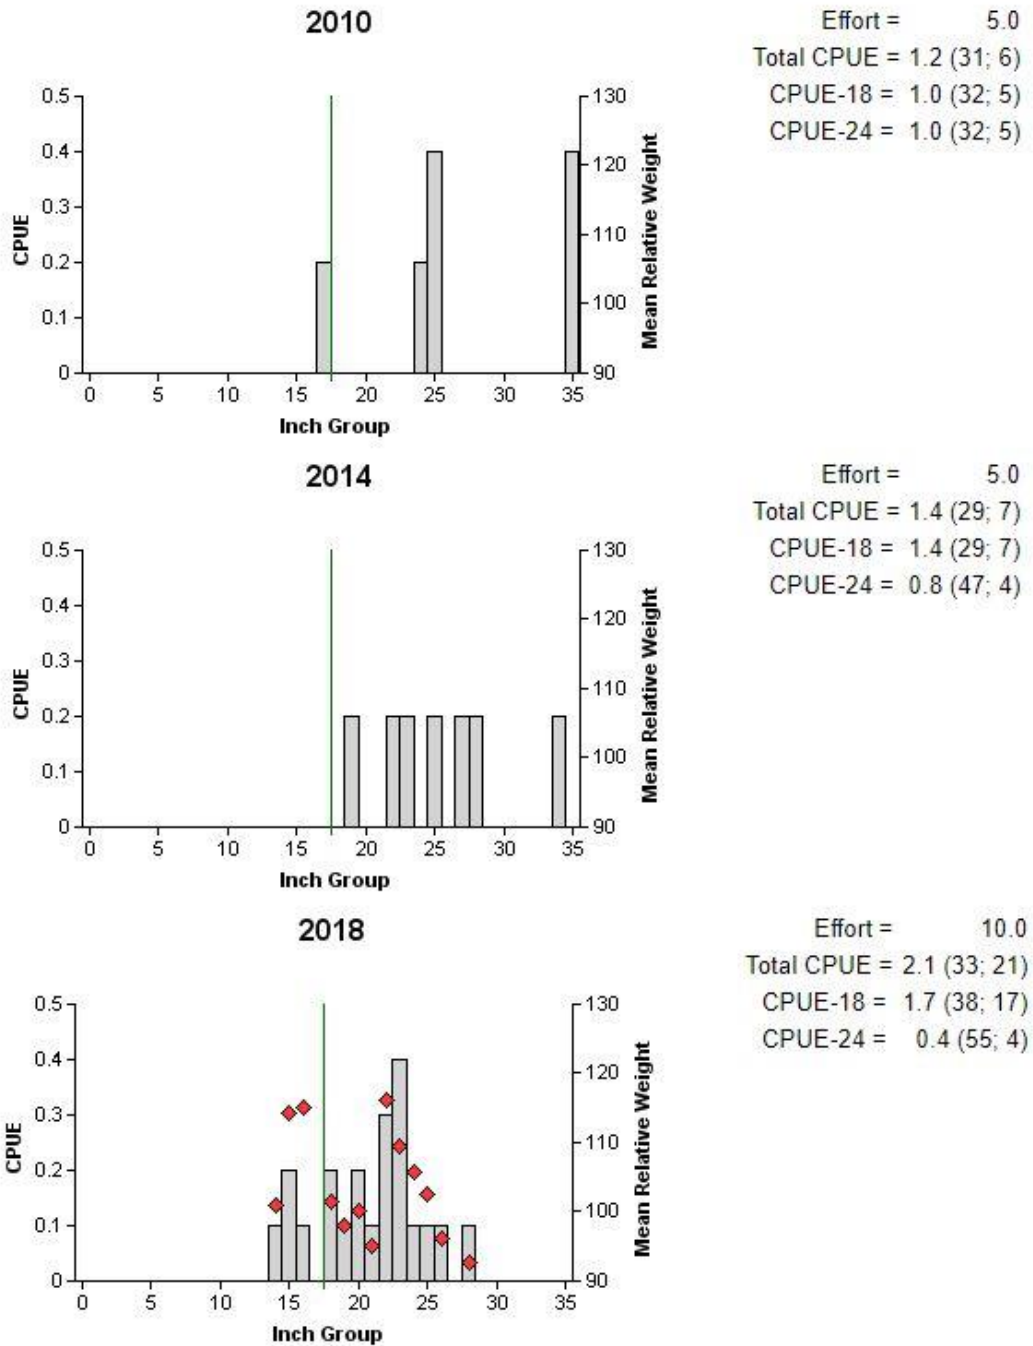 2010
Effort = 5.0
Total CPUE = 1.2 (31; 6)
CPUE-18 = 1.0 (32; 5)
CPUE-24 = 1.0 (32; 5)
0.5
0.4
0.3
0.2
0.1
0
CPUE
130
120
110
100
90
Mean Relative Weight
0 5 10 15 20 25 30 35
Inch Group
2014
Effort = 5.0
Total CPUE = 1.4 (29; 7)
CPUE-18 = 1.4 (29; 7)
CPUE-24 = 0.8 (47; 4)
0.5
0.4
0.3
0.2
0.1
0
CPUE
130
120
110
100
90
Mean Relative Weight
0 5 10 15 20 25 30 35
Inch Group
2018
Effort = 10.0
Total CPUE = 2.1 (33; 21)
CPUE-18 = 1.7 (38; 17)
CPUE-24 = 0.4 (55; 4)
0.5
0.4
0.3
0.2
0.1
0
CPUE
130
120
110
100
90
Mean Relative Weight
0 5 10 15 20 25 30 35
Inch Group